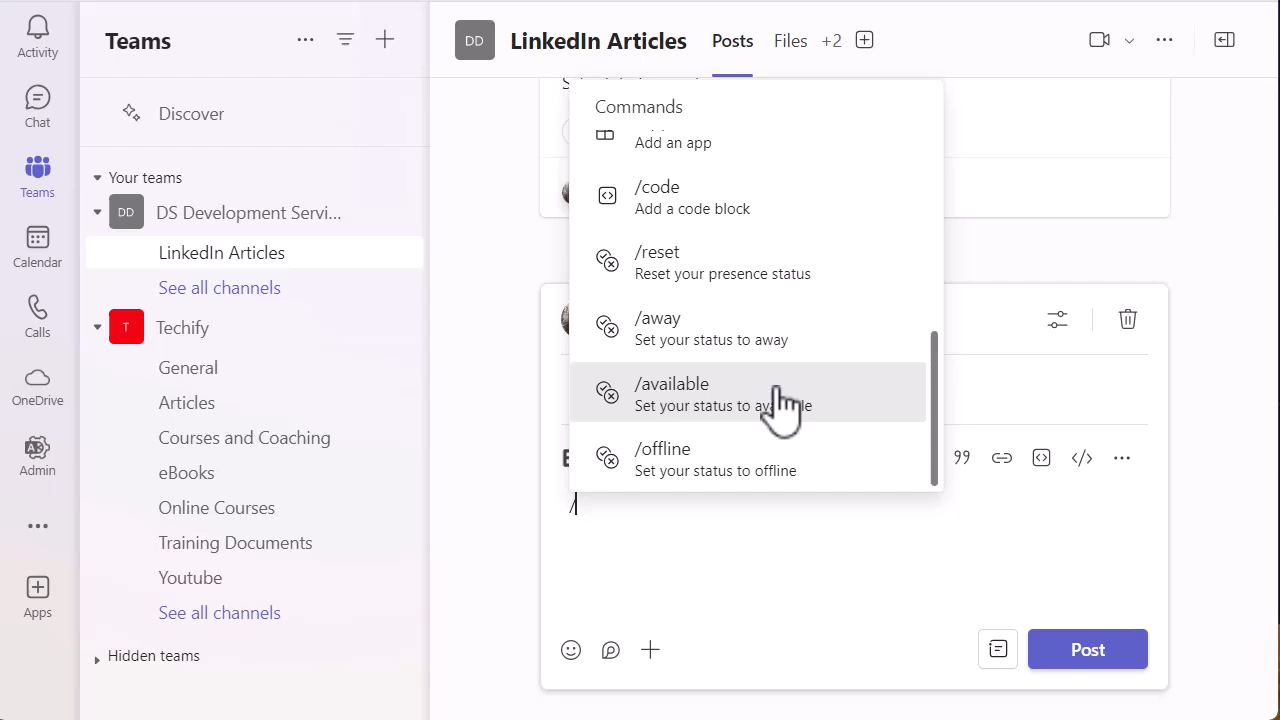 Activity
Chat
Teams
Calendar
Calls
OneDrive
Admin
Apps
Teams
Discover
Your teams
DD
DS Development Servi...
LinkedIn Articles
See all channels
T
Techify
General
Articles
Courses and Coaching
eBooks
Online Courses
Training Documents
Youtube
See all channels
Hidden teams
DD
LinkedIn Articles
Posts
Files
+2
Commands
Add an app
/code
Add a code block
/reset
Reset your presence status
/away
Set your status to away
/available
Set your status to
/offline
Set your status to offline
/
Post